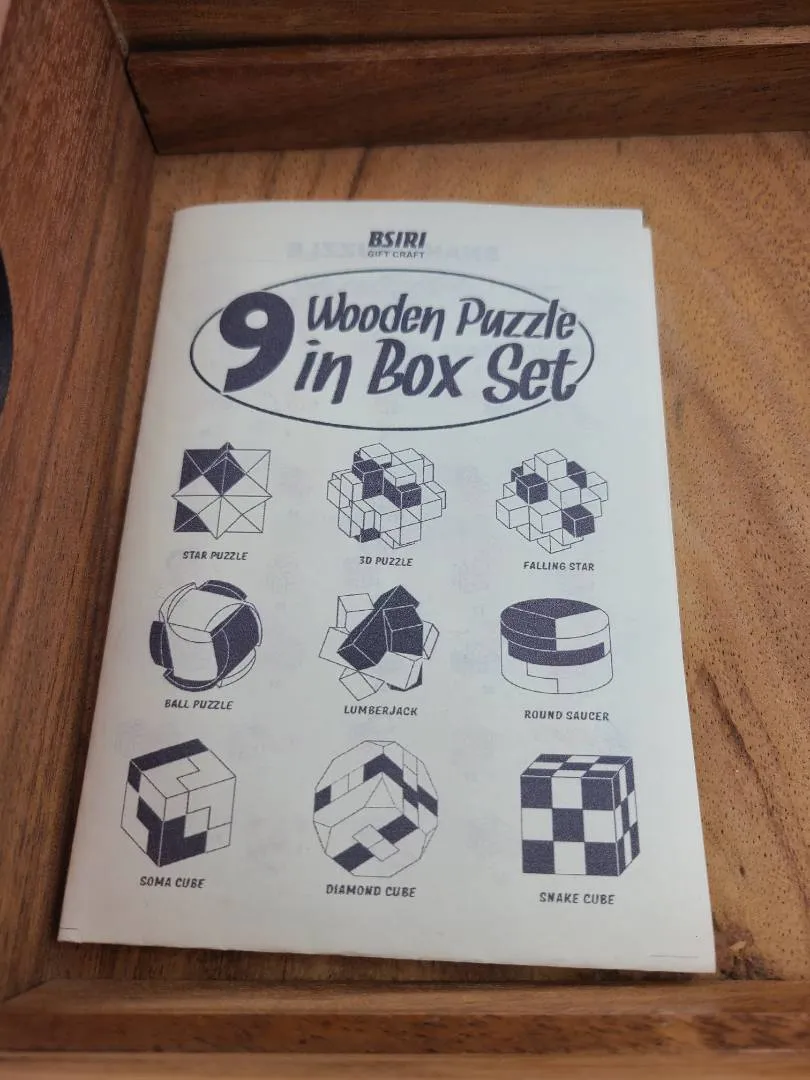 BSIRI
GIFT CRAFT
9 Wooden Puzzle
in Box Set
STAR PUZZLE
3D PUZZLE
FALLING STAR
BALL PUZZLE
LUMBERJACK
ROUND SAUCER
SOMA CUBE
DIAMOND CUBE
SNAKE CUBE